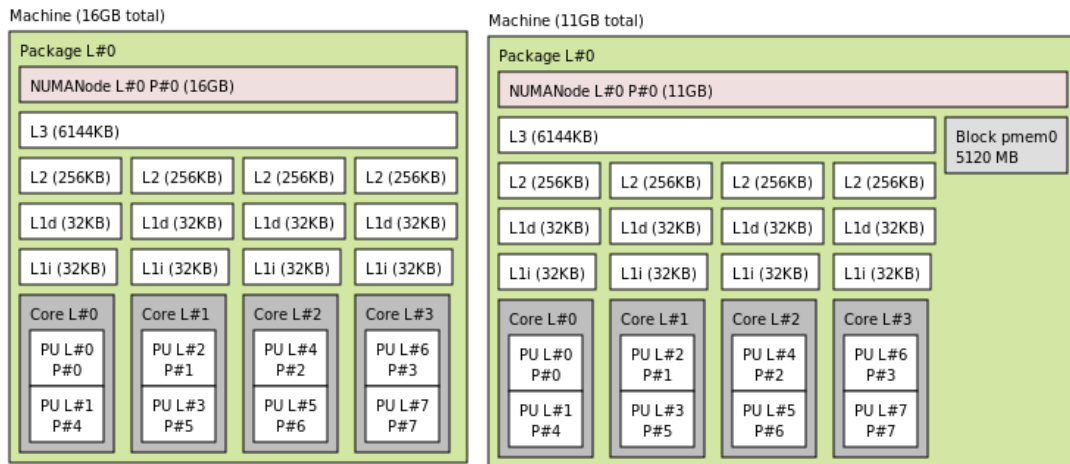 Machine (16GB total)
Package L#0
NUMANode L#0 P#0 (16GB)
L3 (6144KB)
L2 (256KB) L2 (256KB) L2 (256KB) L2 (256KB)
L1d (32KB) L1d (32KB) L1d (32KB) L1d (32KB)
L1i (32KB) L1i (32KB) L1i (32KB) L1i (32KB)
Core L#0 Core L#1 Core L#2 Core L#3
PU L#0 PU L#2 PU L#4 PU L#6
P#0 P#1 P#2 P#3
PU L#1 PU L#3 PU L#5 PU L#7
P#4 P#5 P#6 P#7
Machine (11GB total)
Package L#0
NUMANode L#0 P#0 (11GB)
L3 (6144KB)
Block pmem0
5120 MB
L2 (256KB) L2 (256KB) L2 (256KB) L2 (256KB)
L1d (32KB) L1d (32KB) L1d (32KB) L1d (32KB)
L1i (32KB) L1i (32KB) L1i (32KB) L1i (32KB)
Core L#0 Core L#1 Core L#2 Core L#3
PU L#0 PU L#2 PU L#4 PU L#6
P#0 P#1 P#2 P#3
PU L#1 PU L#3 PU L#5 PU L#7
P#4 P#5 P#6 P#7